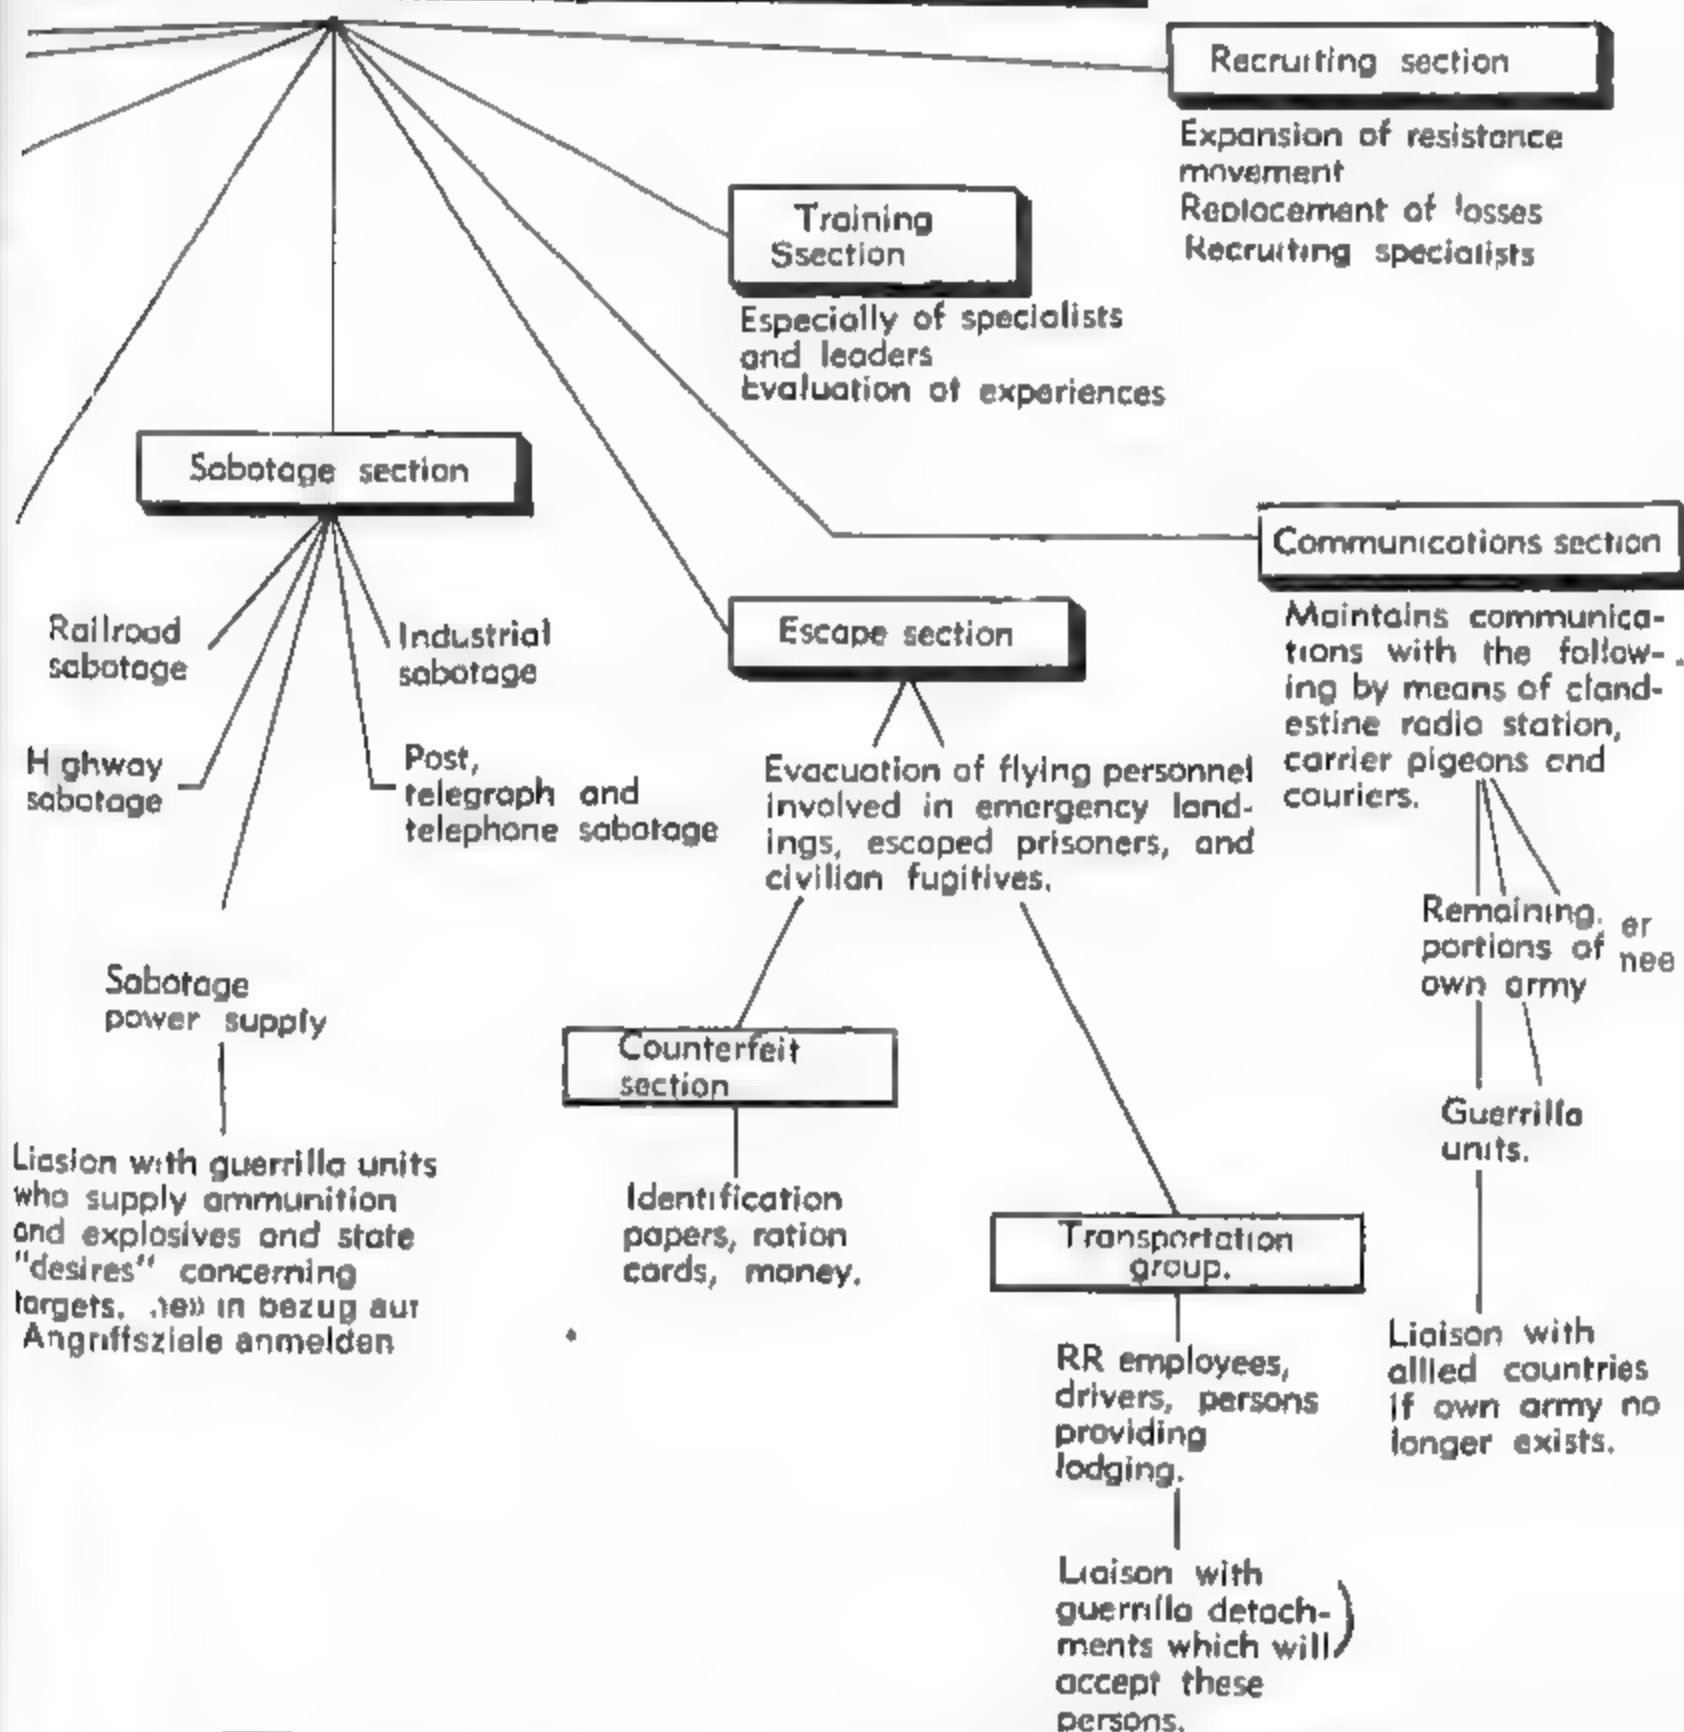 Recruiting section
Expansion of resistance
movement
Replacement of losses
Recruiting specialists
Training
Ssection
Especially of specialists
and leaders
Evaluation of experiences
Sabotage section
Railroad
sabotage
Industrial
sabotage
H ghway
sabotage
Post,
telegraph and
telephone sabotage
Sabotage
power supply
Liasion with guerrilla units
who supply ammunition
and explosives and state
"desires" concerning
targets. in bezug auf
Angriffsziele anmelden
Escape section
Evacuation of flying personnel
involved in emergency land-
ings, escaped prisoners, and
civilian fugitives.
Counterfeit
section
Identification
papers, ration
cards, money.
Transportation
group.
RR employees,
drivers, persons
providing
lodging.
Liaison with
guerrilla detach-
ments which will
accept these
persons.
Communications section
Maintains communica-
tions with the follow-
ing by means of cland-
estine radio station,
carrier pigeons and
couriers.
Remaining er
portions of nee
own army
Guerrilla
units.
Liaison with
allied countries
if own army no
longer exists.